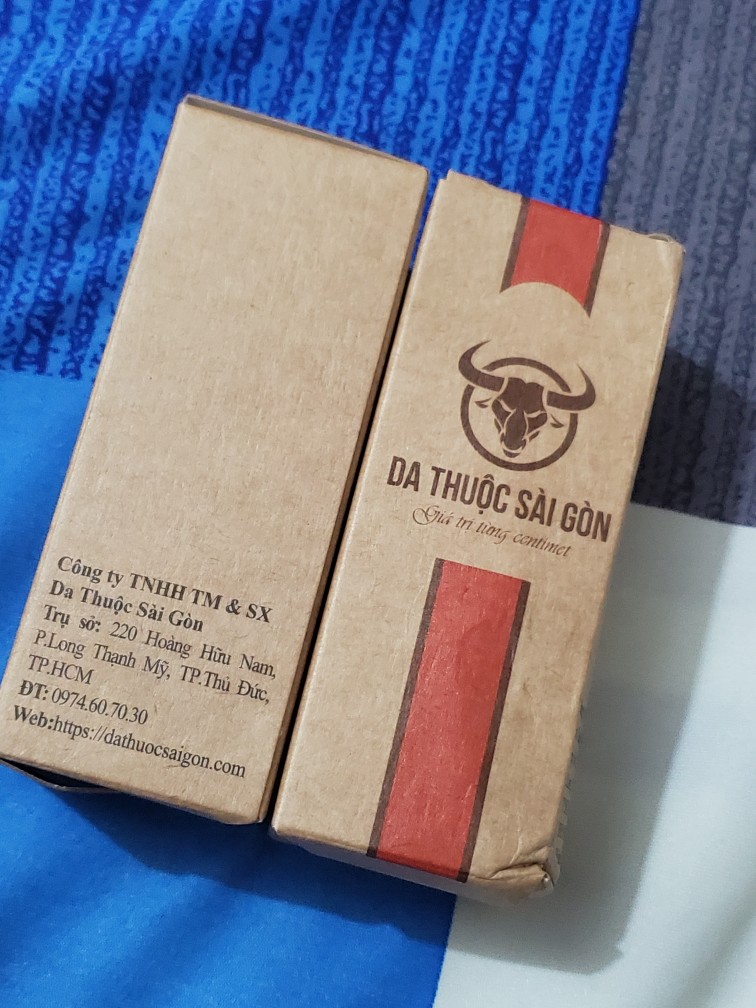 Công ty TNHH TM & SX
Da Thuộc Sài Gòn
Trụ sở: 220 Hoàng Hữu Nam,
P.Long Thạnh Mỹ, TP.Thủ Đức,
TP.HCM
ĐT: 0974.60.70.30
Web:https://dathuocsaigon.com
DA THUỘC SÀI GÒN
Giá trị từng centimet